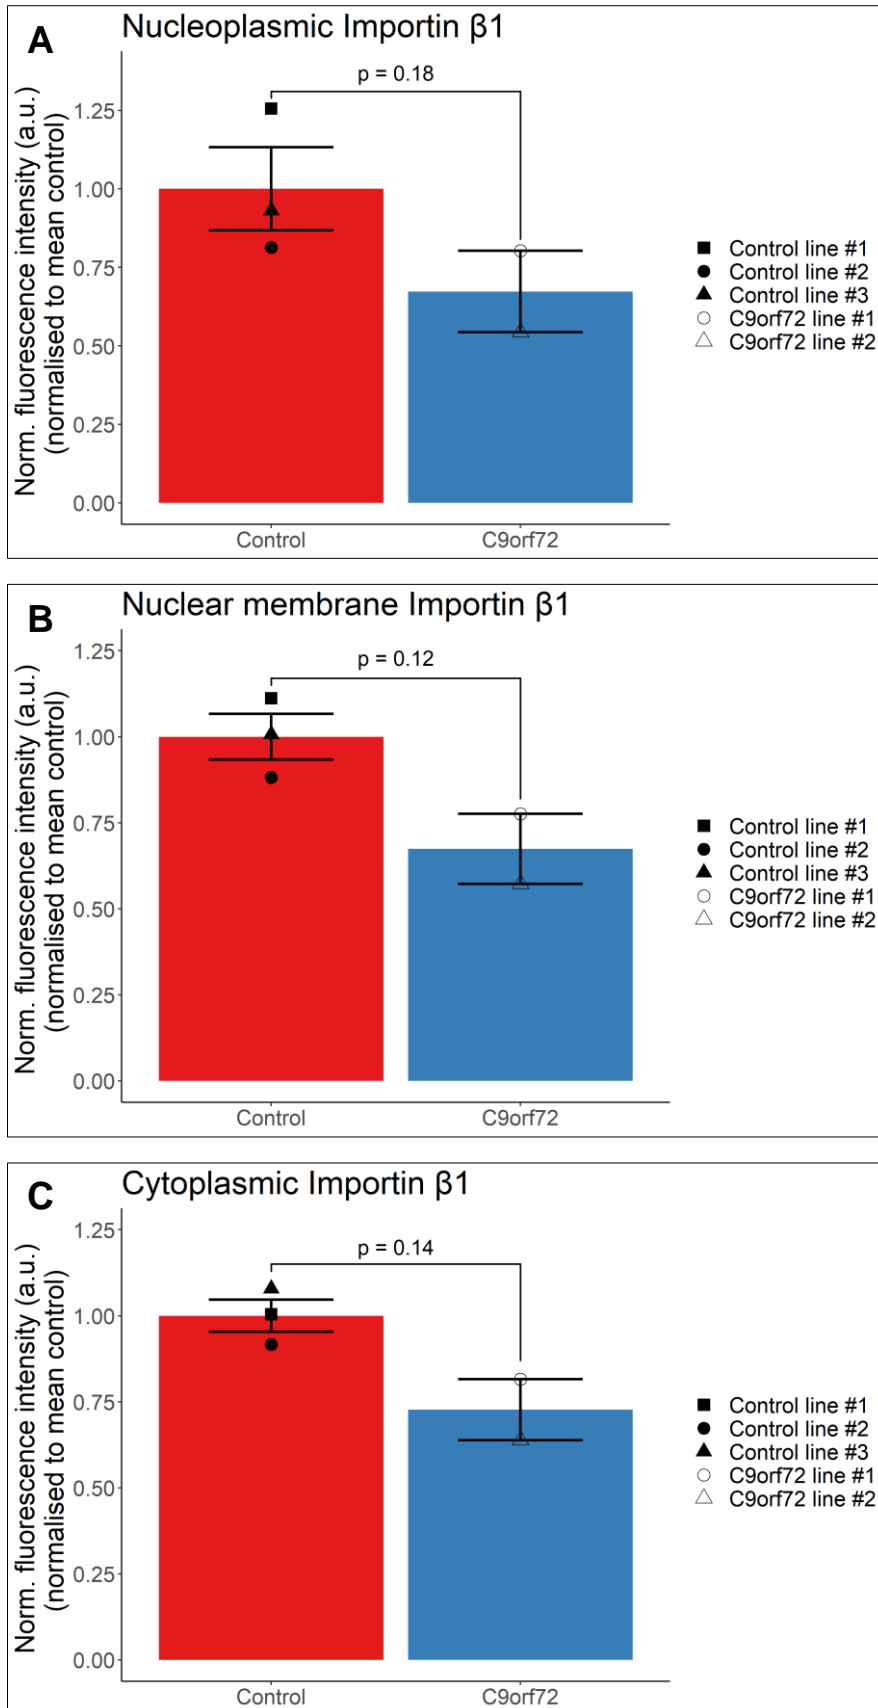 A
Nucleoplasmic Importin β1
Norm. fluorescence intensity (a.u.)
(normalised to mean control)
1.25
1.00
0.75
0.50
0.25
0.00
p = 0.18
Control
C9orf72
Control line #1
Control line #2
Control line #3
C9orf72 line #1
C9orf72 line #2
B
Nuclear membrane Importin β1
Norm. fluorescence intensity (a.u.)
(normalised to mean control)
1.25
1.00
0.75
0.50
0.25
0.00
p = 0.12
Control
C9orf72
Control line #1
Control line #2
Control line #3
C9orf72 line #1
C9orf72 line #2
C
Cytoplasmic Importin β1
Norm. fluorescence intensity (a.u.)
(normalised to mean control)
1.25
1.00
0.75
0.50
0.25
0.00
p = 0.14
Control
C9orf72
Control line #1
Control line #2
Control line #3
C9orf72 line #1
C9orf72 line #2